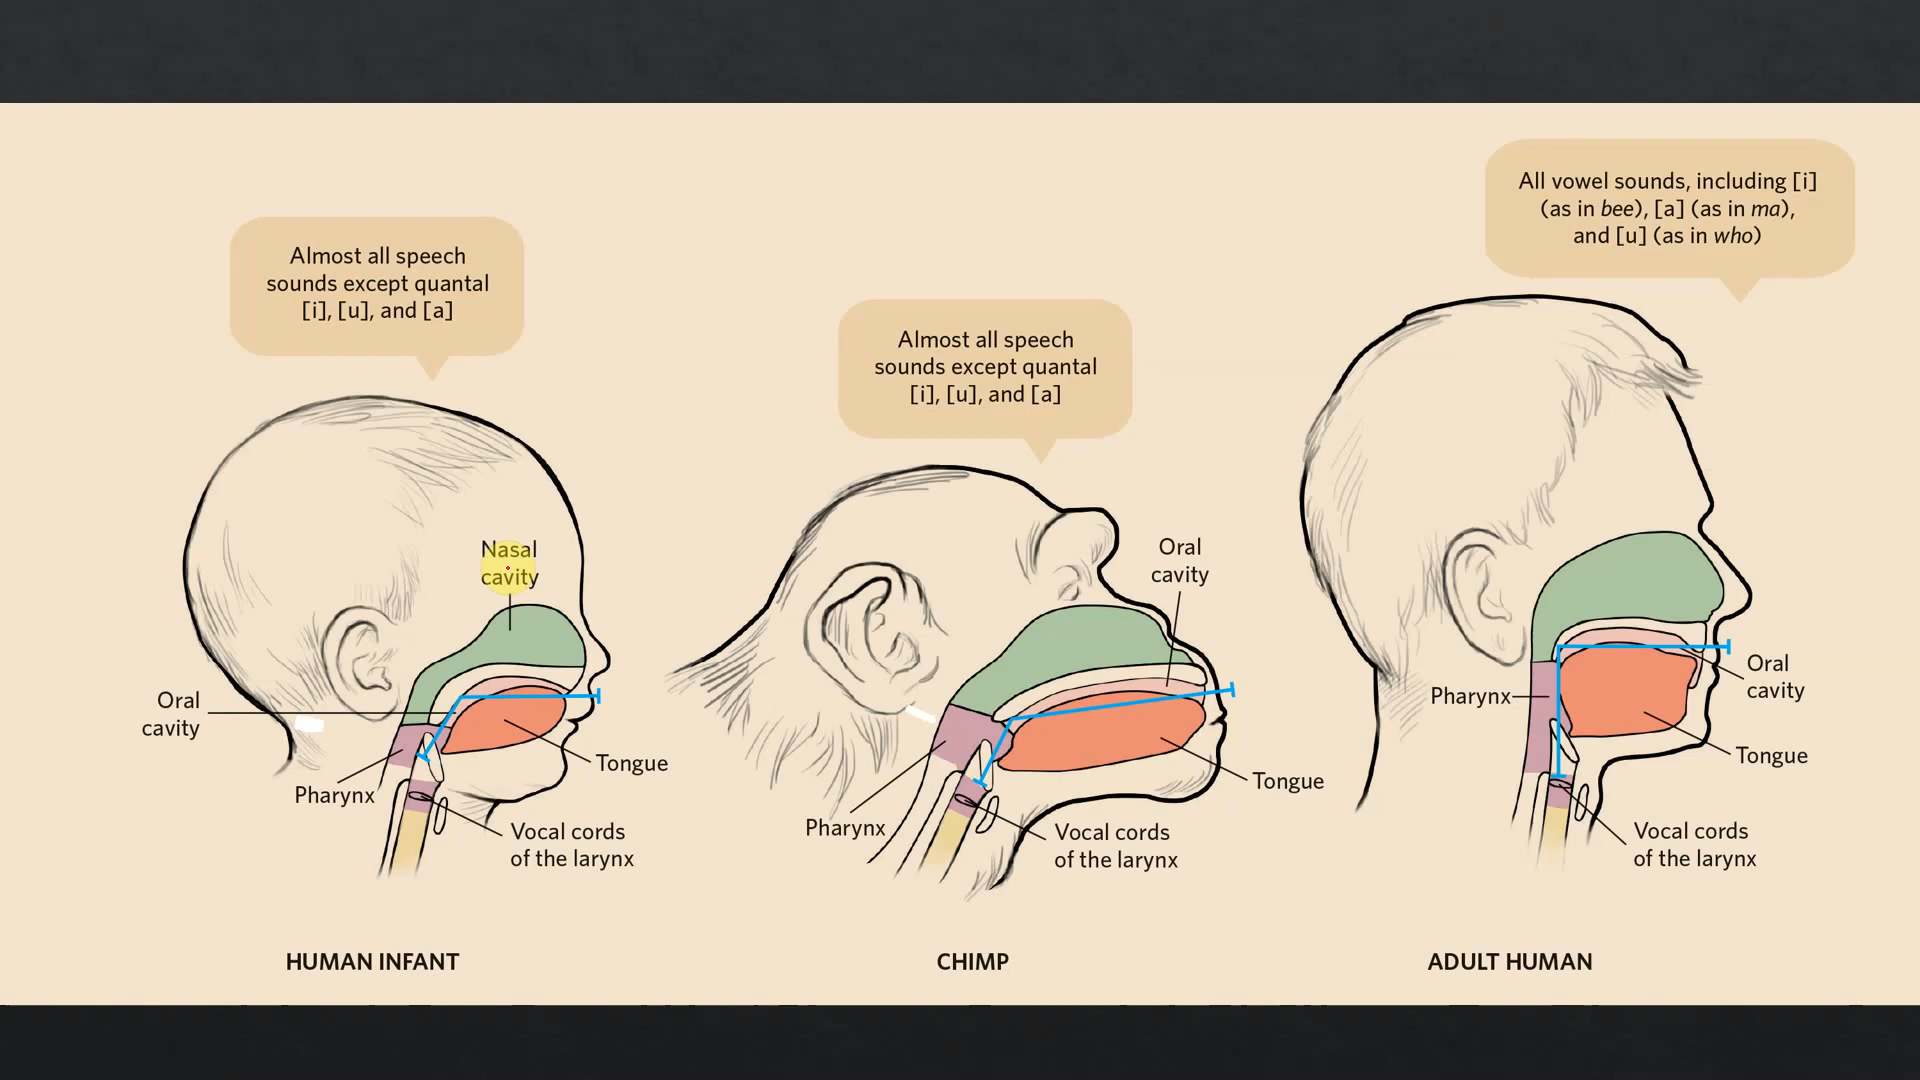 Almost all speech
sounds except quantal
[i], [u], and [a]
Nasal
cavity
Oral
cavity
Pharynx
Tongue
Vocal cords
of the larynx
HUMAN INFANT
Almost all speech
sounds except quantal
[i], [u], and [a]
Oral
cavity
Tongue
Pharynx
Vocal cords
of the larynx
CHIMP
All vowel sounds, including [i]
(as in bee), [a] (as in ma),
and [u] (as in who)
Oral
cavity
Pharynx
Tongue
Vocal cords
of the larynx
ADULT HUMAN